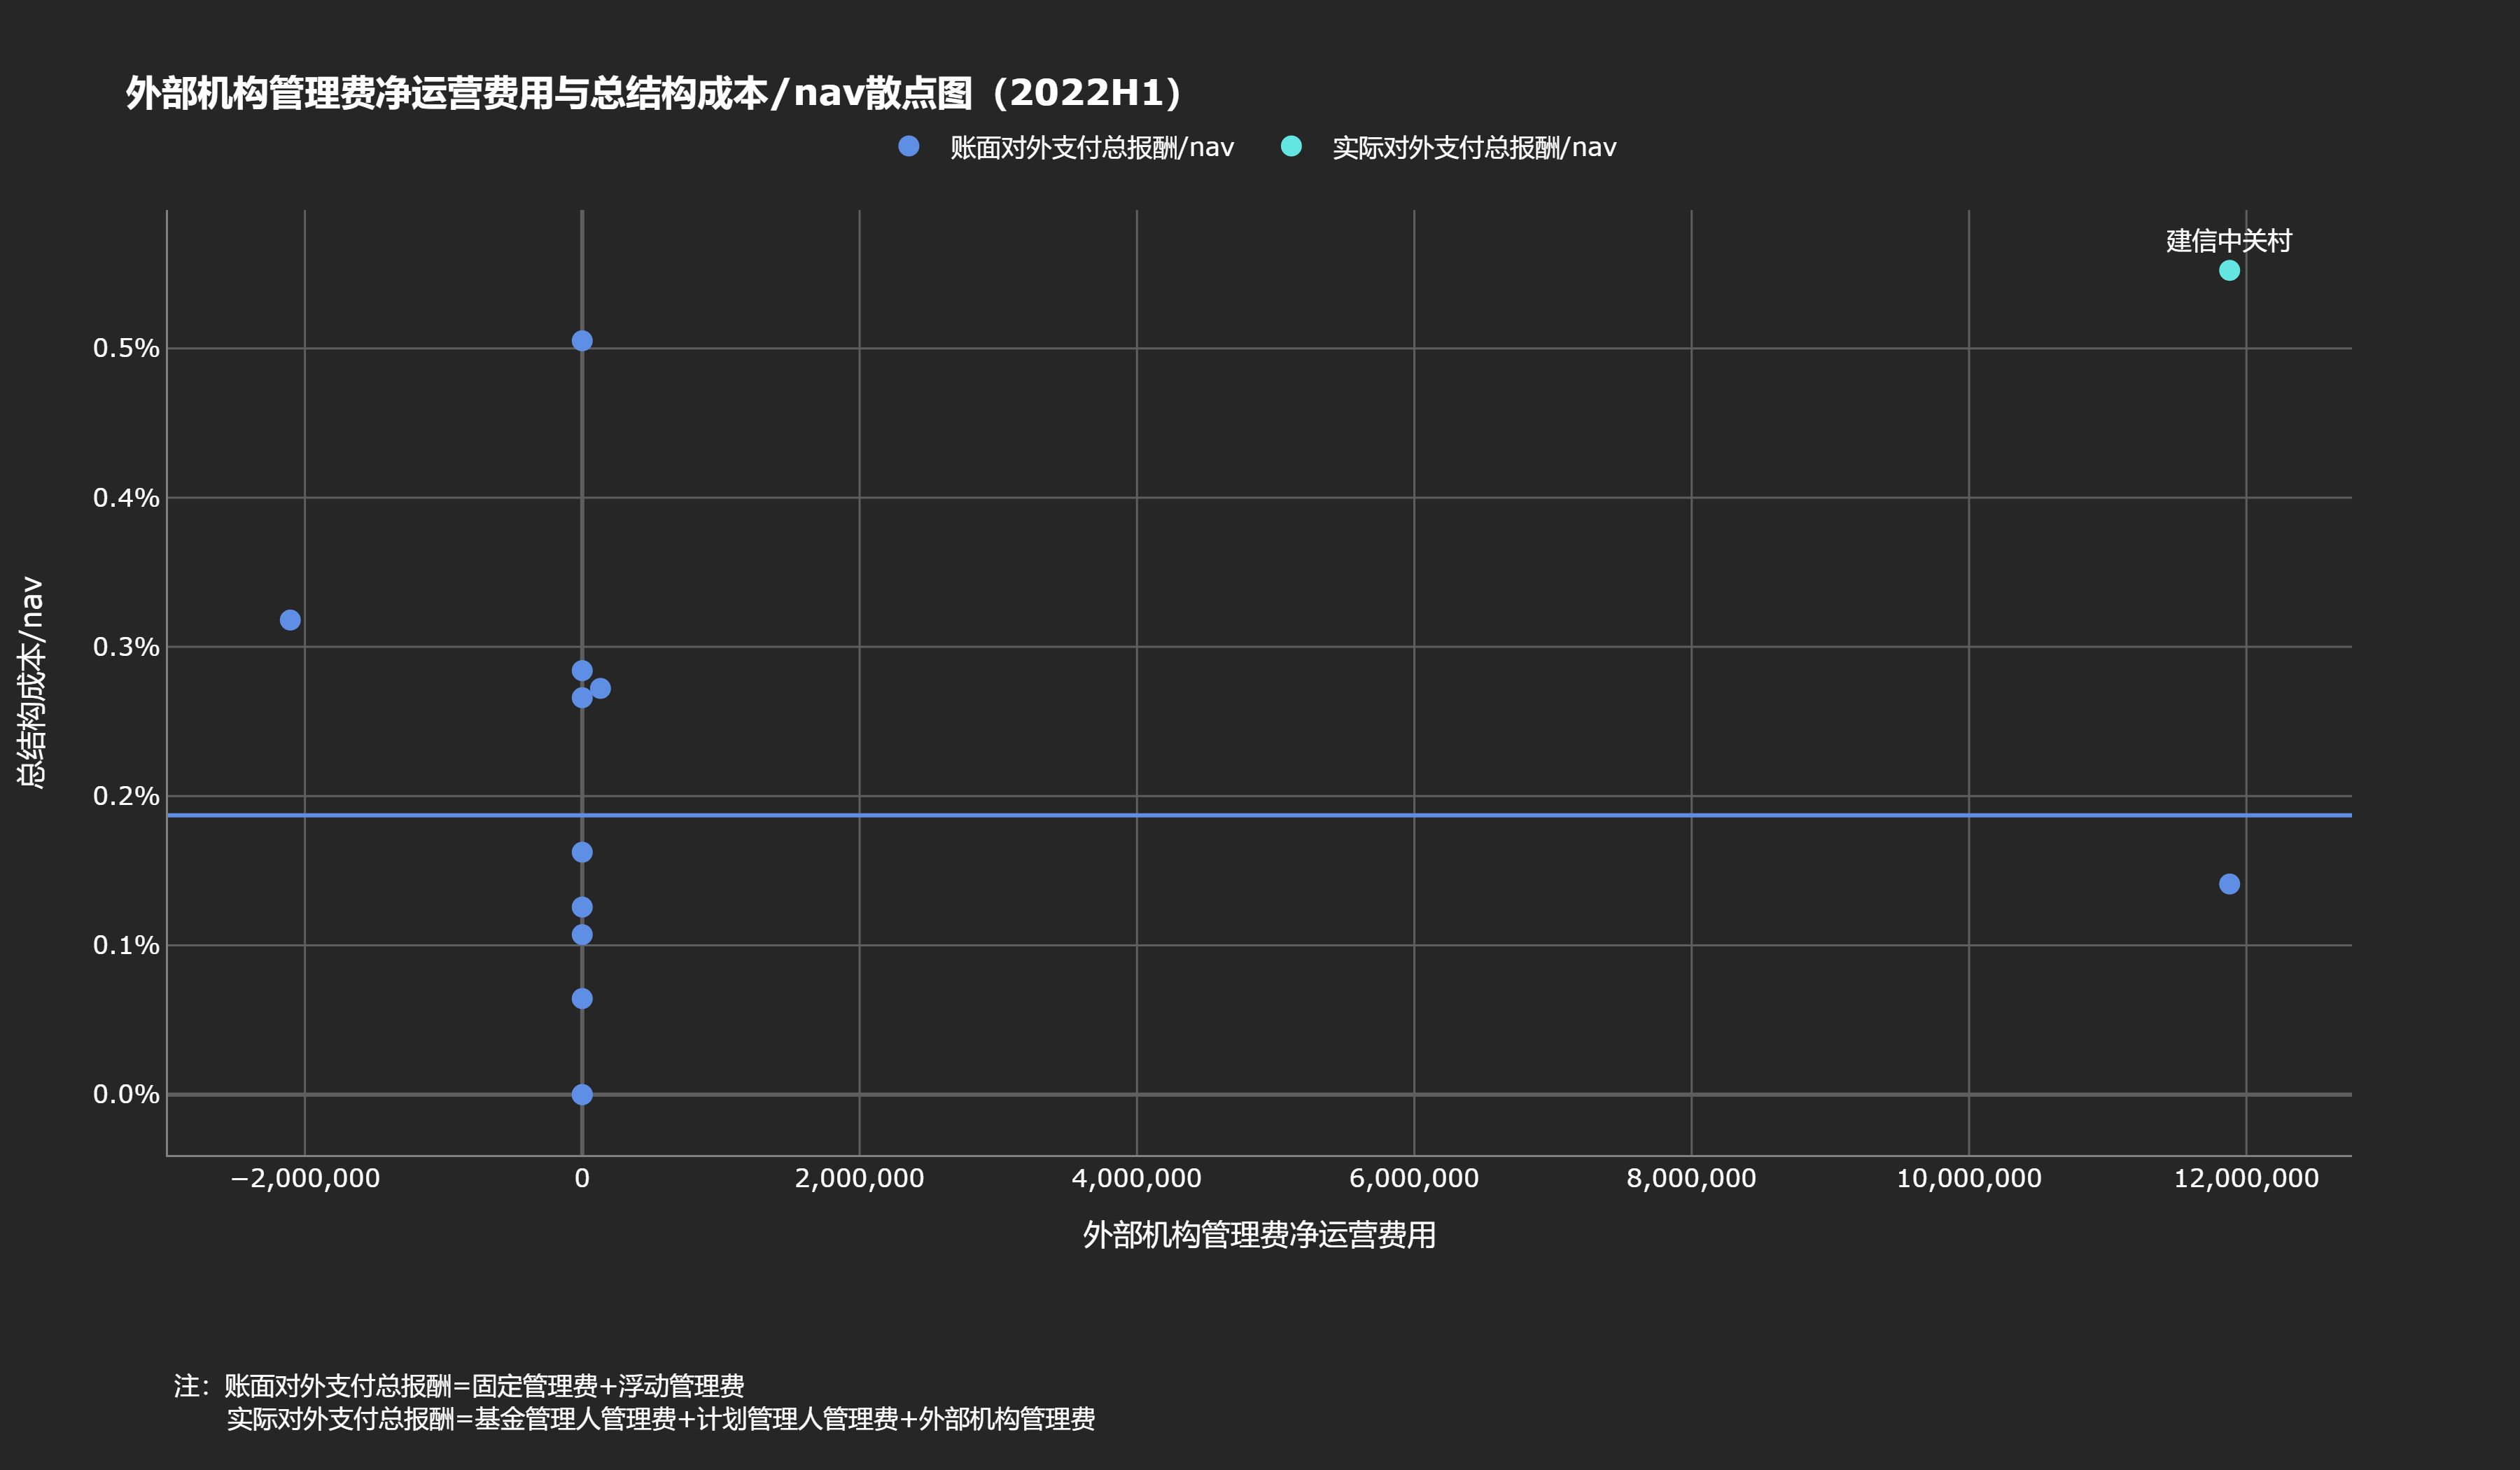 外部机构管理费净运营费用与总结构成本/nav散点图（2022H1）
账面对外支付总报酬/nav 实际对外支付总报酬/nav
建信中关村
0.5%
0.4%
0.3%
0.2%
0.1%
0.0%
总结构成本/nav
−2,000,000 0 2,000,000 4,000,000 6,000,000 8,000,000 10,000,000 12,000,000
外部机构管理费净运营费用
注：账面对外支付总报酬=固定管理费+浮动管理费
实际对外支付总报酬=基金管理人管理费+计划管理人管理费+外部机构管理费